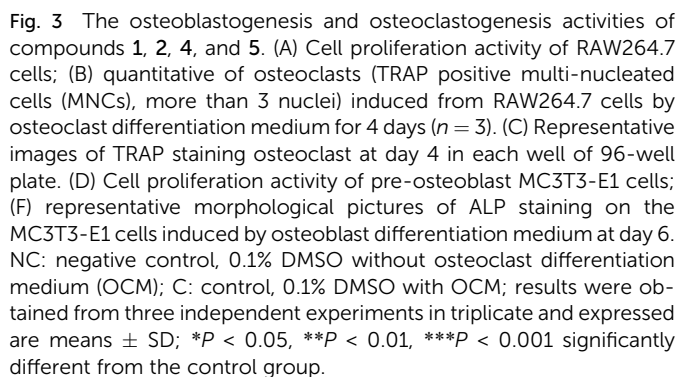 Fig. 3 The osteoblastogenesis and osteoclastogenesis activities of
compounds 1, 2, 4, and 5. (A) Cell proliferation activity of RAW264.7
cells; (B) quantitative of osteoclasts (TRAP positive multi-nucleated
cells (MNCs), more than 3 nuclei) induced from RAW264.7 cells by
osteoclast differentiation medium for 4 days (n = 3). (C) Representative
images of TRAP staining osteoclast at day 4 in each well of 96-well
plate. (D) Cell proliferation activity of pre-osteoblast MC3T3-E1 cells;
(F) representative morphological pictures of ALP staining on the
MC3T3-E1 cells induced by osteoblast differentiation medium at day 6.
NC: negative control, 0.1% DMSO without osteoclast differentiation
medium (OCM); C: control, 0.1% DMSO with OCM; results were ob-
tained from three independent experiments in triplicate and expressed
are means ± SD; *P < 0.05, **P < 0.01, ***P < 0.001 significantly
different from the control group.